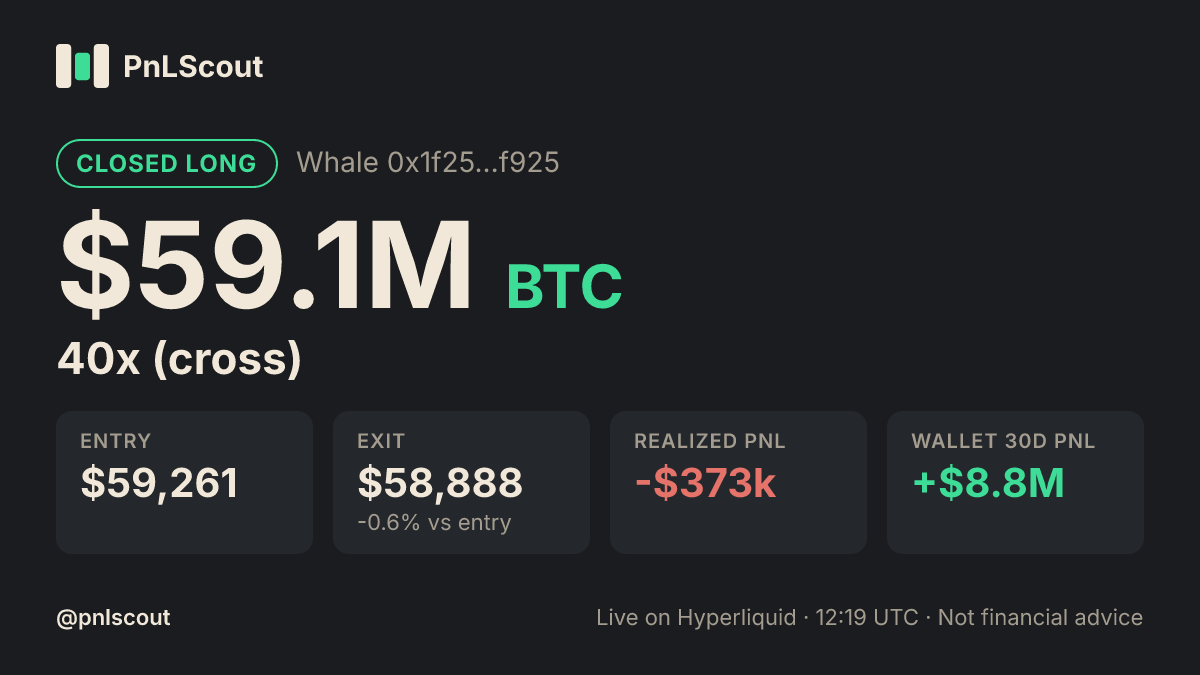 PnLScout
CLOSED LONG Whale 0x1f25...f925
$59.1M BTC
40x (cross)
ENTRY
$59,261
EXIT
$58,888
-0.6% vs entry
REALIZED PNL
-$373k
WALLET 30D PNL
+$8.8M
@pnlscout
Live on Hyperliquid · 12:19 UTC · Not financial advice